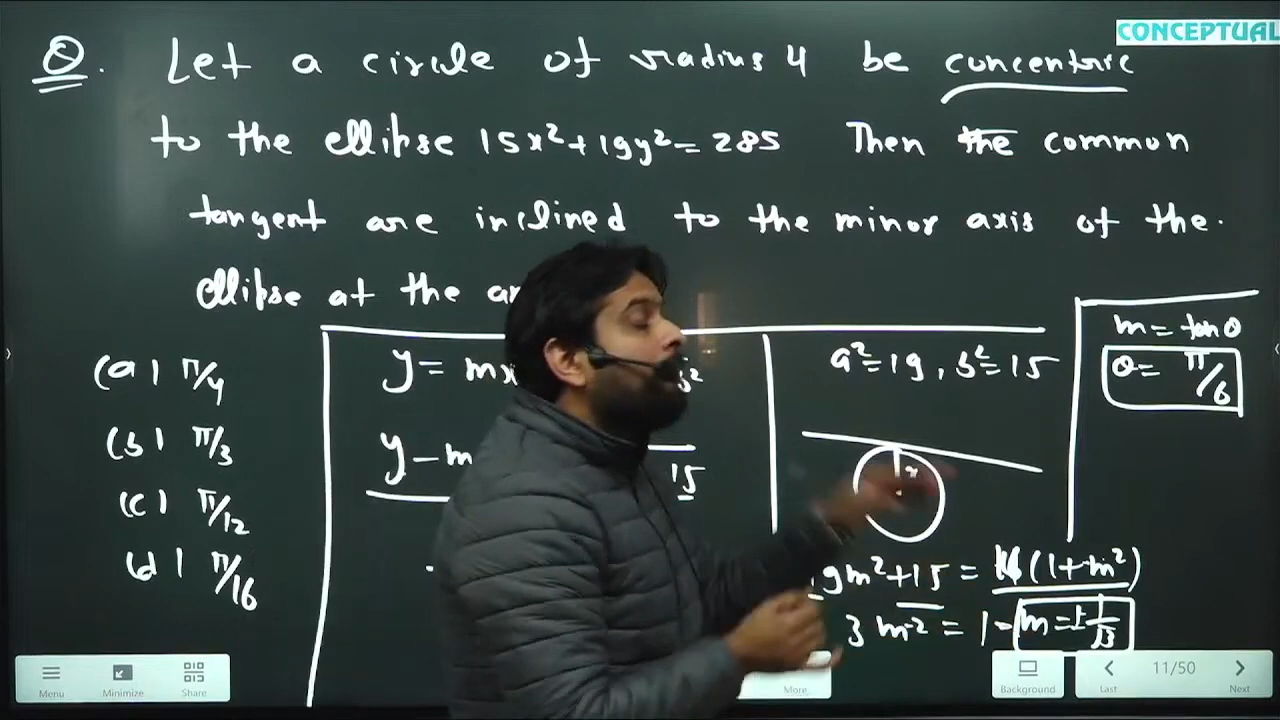 CONCEPTUAL
Q. Let a circle of radius 4 be concentric
to the ellipse 15x²+19y²=285 Then the common
tangent are inclined to the minor axis of the
ellipse at the
(a) π/4
(b) π/3
(c) π/12
(d) π/16
y = mx
y - m
15
a²=19, b²=15
r
9m²+15 = 16(1+m²)
3m² = 1 = m = ± 1/√3
m = tanθ
θ = π/6
Menu
Minimize
Share
More
Background
Last
11/50
Next